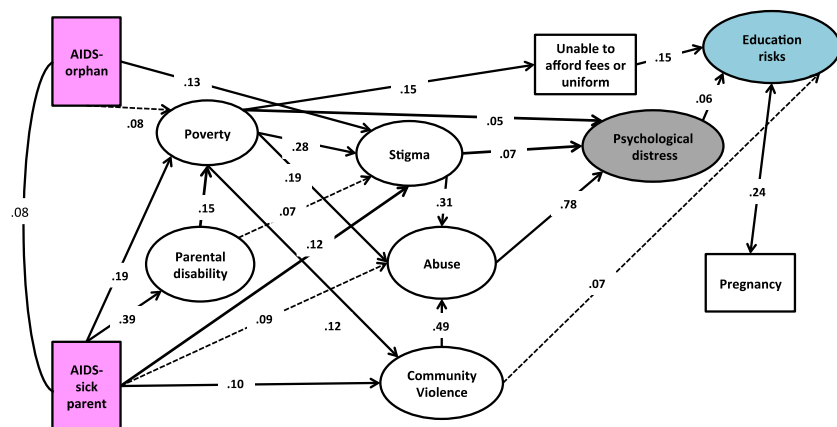 AIDS-
orphan
Unable to
afford fees or
uniform
Education
risks
.15
.13
.15
.06
.08
Poverty
.05
Psychological
distress
.28
Stigma
.07
.19
.24
.08
.15
.07
.31
.78
.12
Parental
disability
Abuse
Pregnancy
.19
.07
.39
.09
.12
.49
AIDS-
sick
parent
.10
Community
Violence